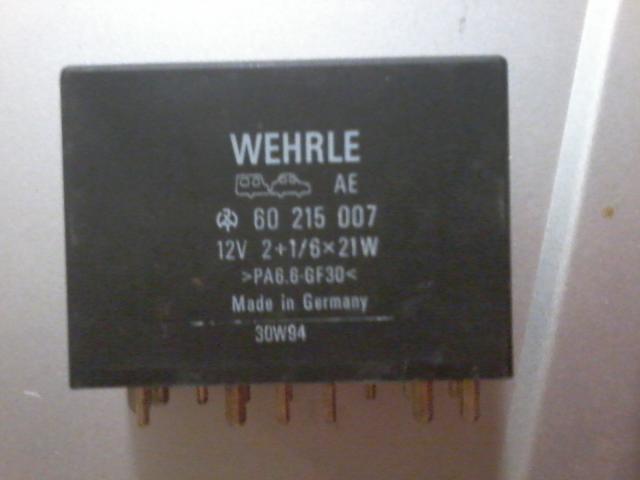 WEHRLE
AE
60 215 007
12V 2+1/6×21W
>PA6.6-GF30<
Made in Germany
30W94